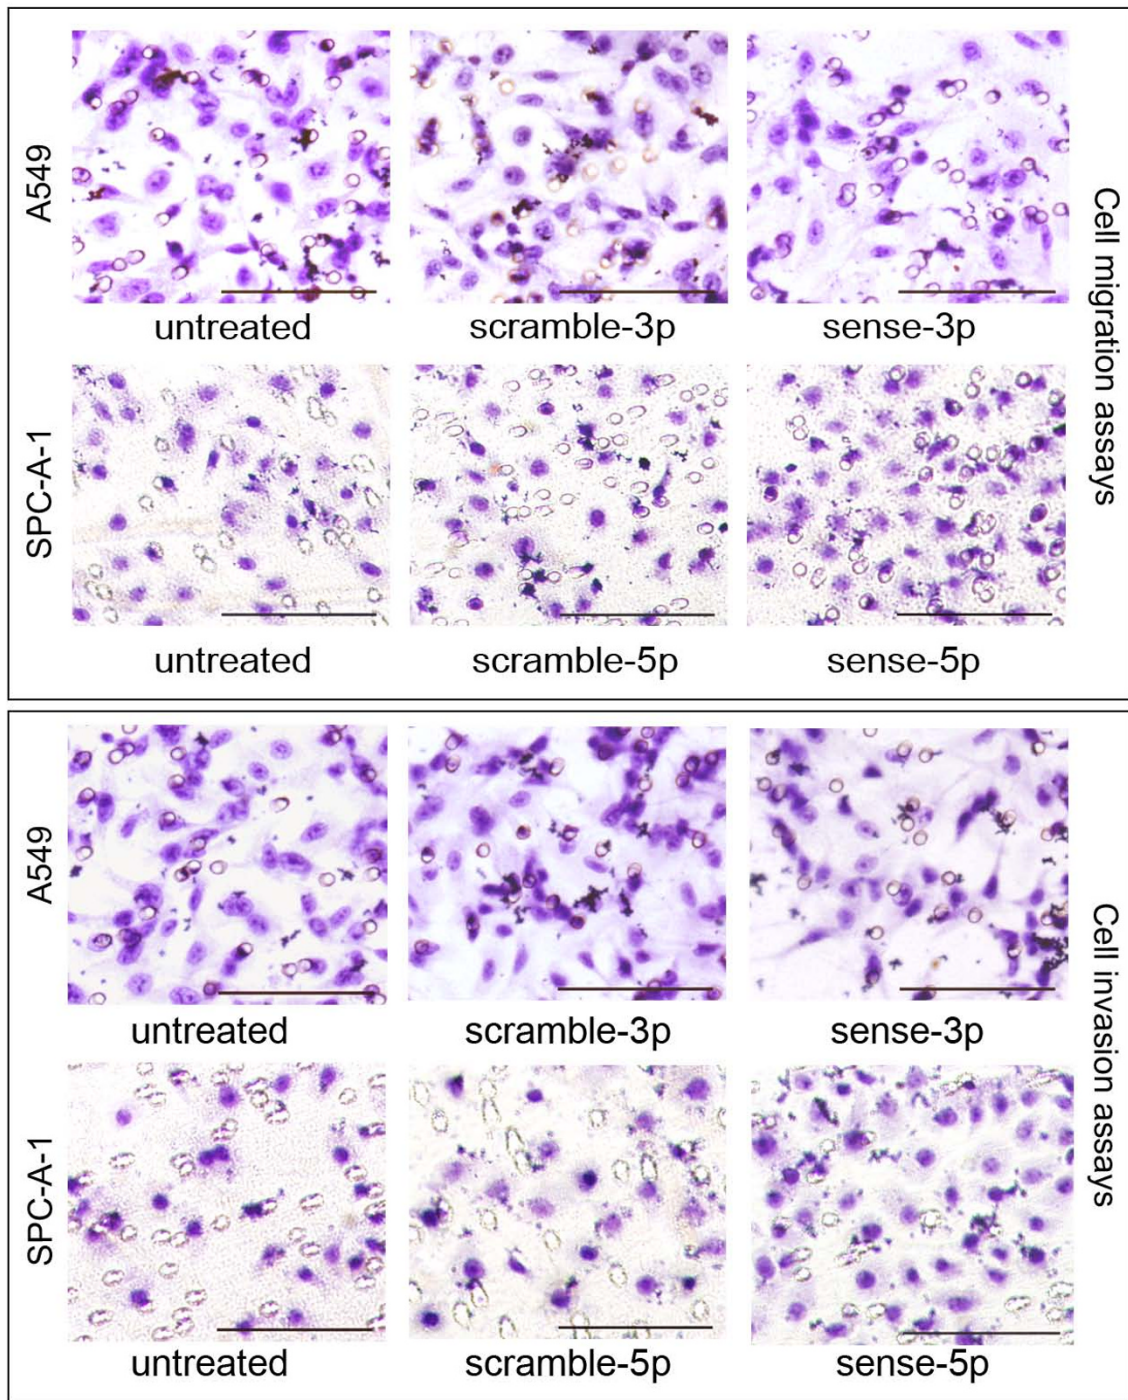 A549
untreated
scramble-3p
sense-3p
SPC-A-1
untreated
scramble-5p
sense-5p
Cell migration assays
A549
untreated
scramble-3p
sense-3p
SPC-A-1
untreated
scramble-5p
sense-5p
Cell invasion assays